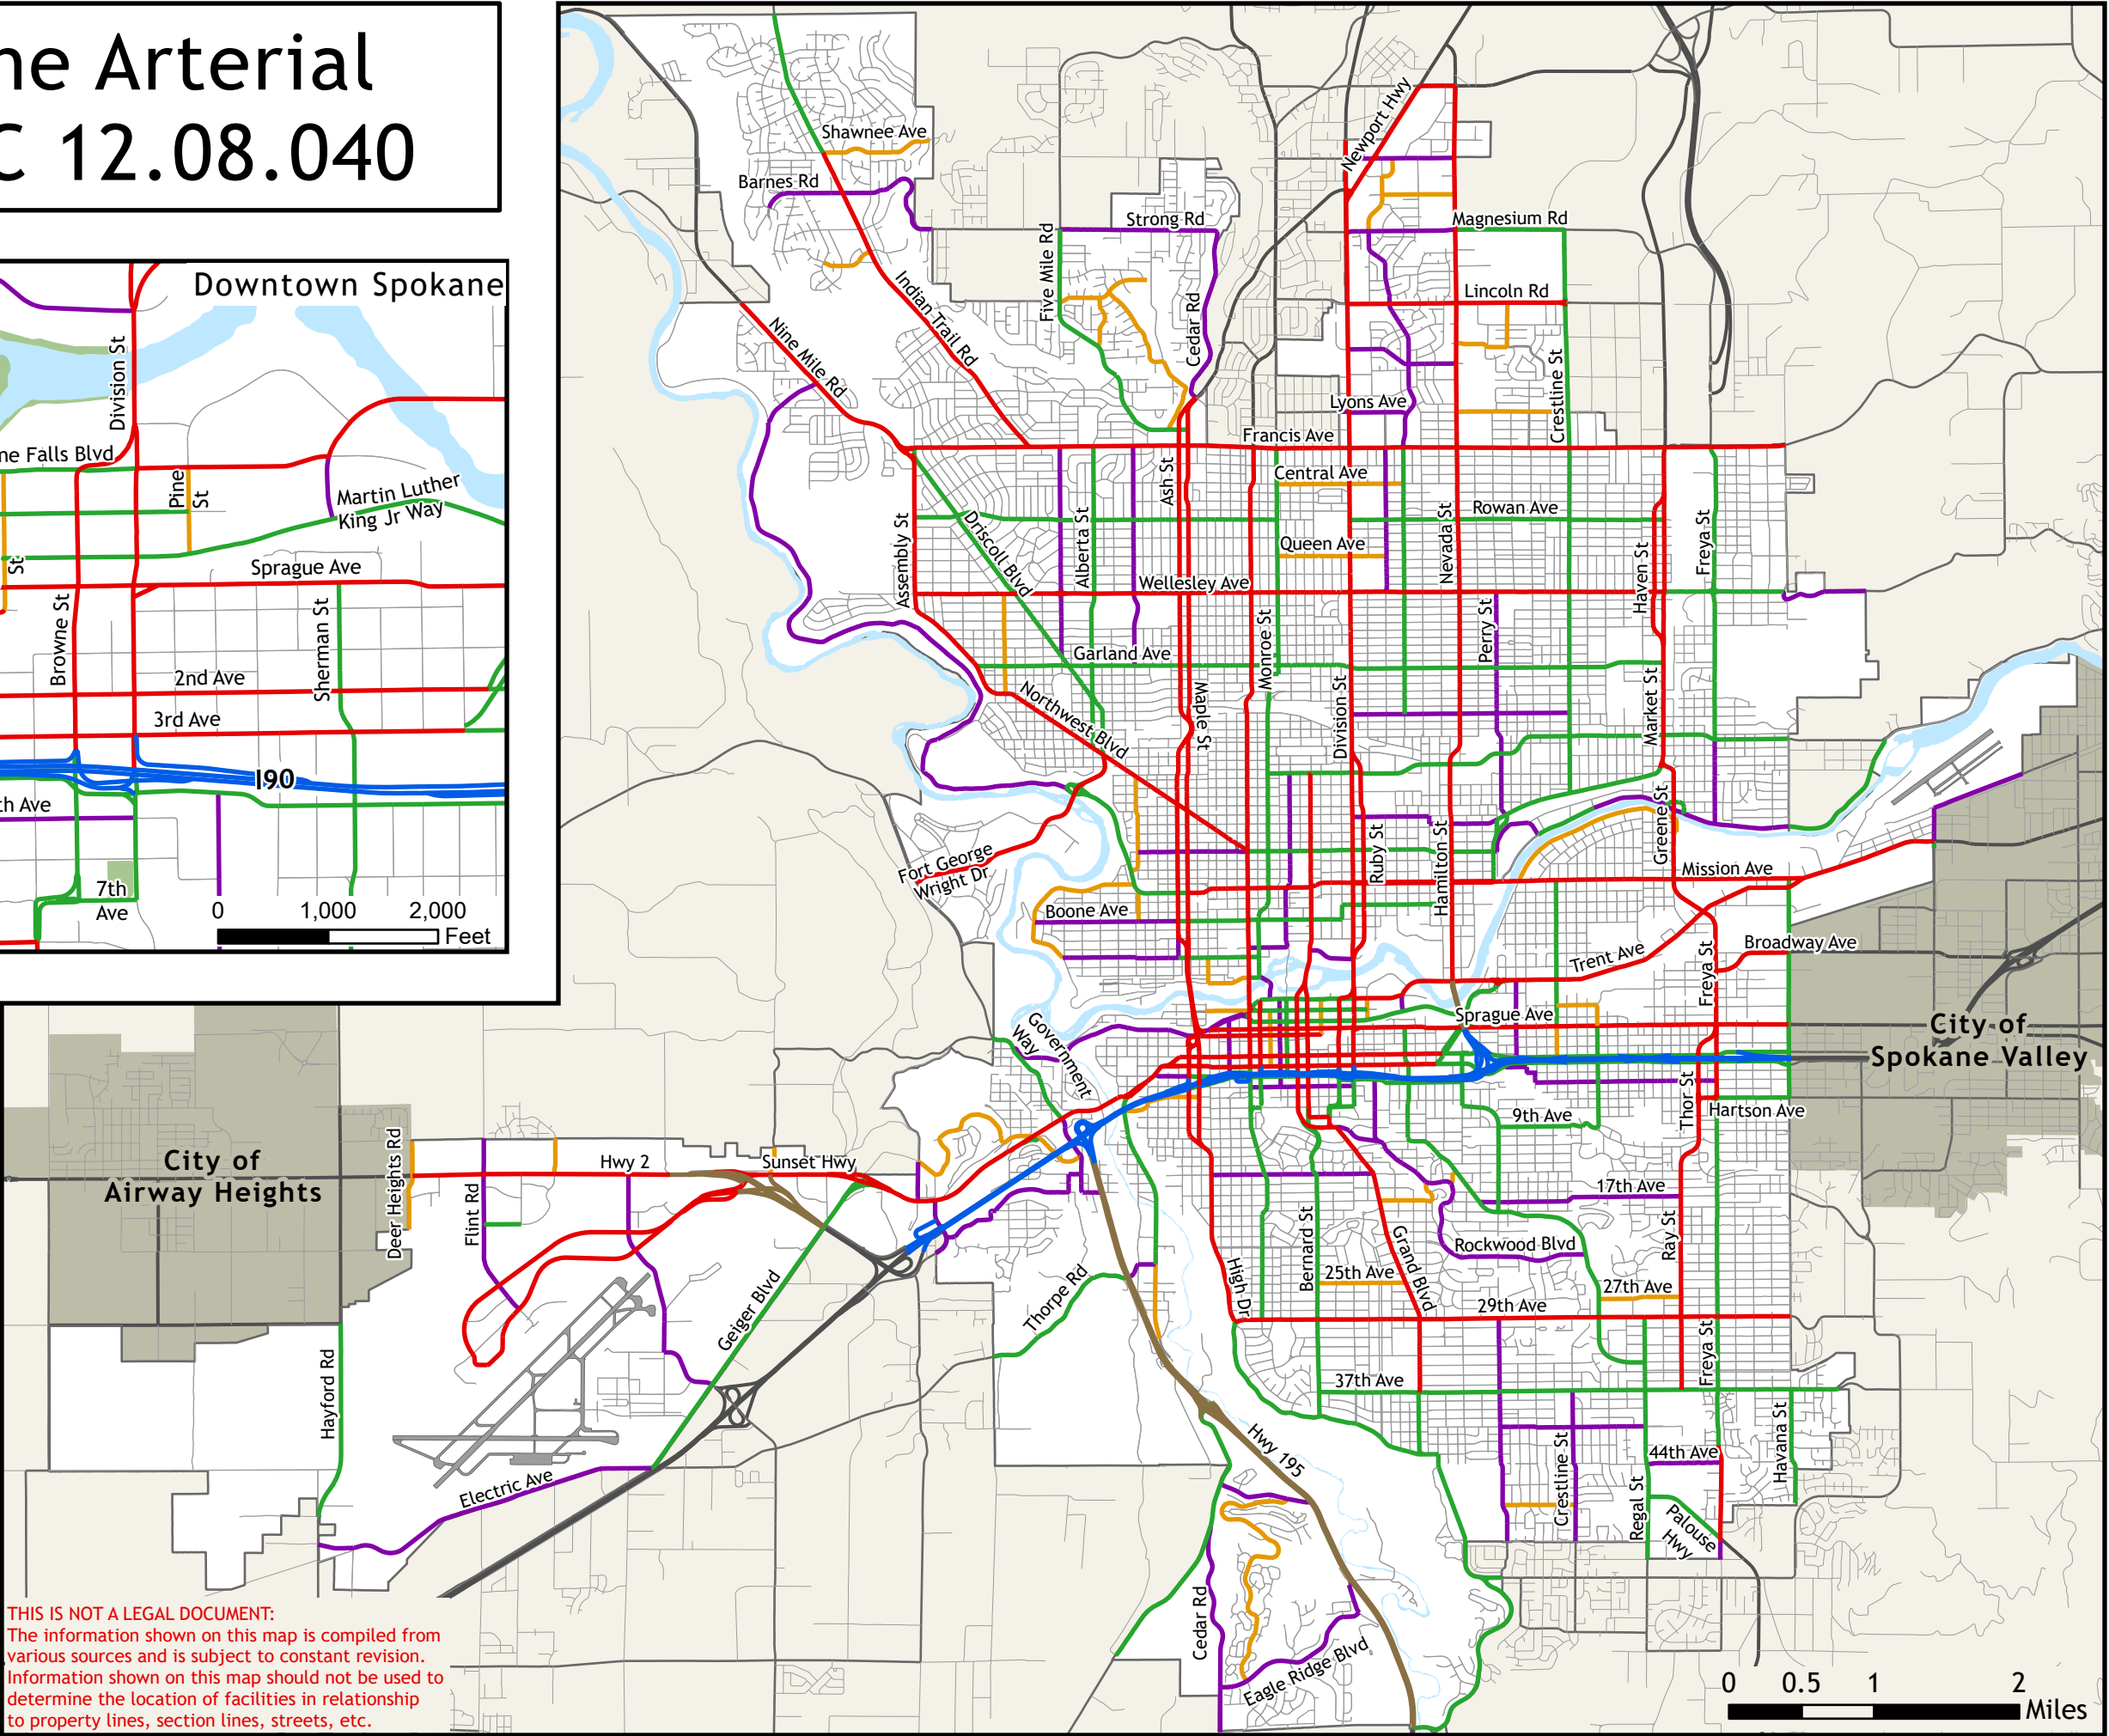 ne Arterial
C 12.08.040
Downtown Spokane
Division St
ne Falls Blvd
Pine
St
Martin Luther
King Jr Way
St
Sprague Ave
Browne St
Sherman St
2nd Ave
3rd Ave
I90
th Ave
7th
Ave
0 1,000 2,000
Feet
Newport Hwy
Shawnee Ave
Barnes Rd
Strong Rd
Magnesium Rd
Five Mile Rd
Indian Trail Rd
Cedar Rd
Lincoln Rd
Nine Mile Rd
Crestline St
Lyons Ave
Francis Ave
Central Ave
Ash St
Rowan Ave
Assembly St
Driscoll Blvd
Alberta St
Queen Ave
Nevada St
Haven St
Freya St
Wellesley Ave
Monroe St
Perry St
Garland Ave
Northwest Blvd
Maple St
Division St
Market St
Ruby St
Hamilton St
Greene St
Fort George
Wright Dr
Mission Ave
Boone Ave
Broadway Ave
Trent Ave
Freya St
Government
Way
Sprague Ave
City of
Spokane Valley
Thor St
Hartson Ave
9th Ave
City of
Airway Heights
Deer Heights Rd
Hwy 2
Sunset Hwy
Flint Rd
17th Ave
Ray St
Rockwood Blvd
Bernard St
Grand Blvd
High Dr
25th Ave
27th Ave
29th Ave
Thorpe Rd
Geiger Blvd
Hayford Rd
Freya St
37th Ave
Hwy 195
44th Ave
Havana St
Crestline St
Regal St
Palouse
Hwy
Electric Ave
Cedar Rd
Eagle Ridge Blvd
THIS IS NOT A LEGAL DOCUMENT:
The information shown on this map is compiled from
various sources and is subject to constant revision.
Information shown on this map should not be used to
determine the location of facilities in relationship
to property lines, section lines, streets, etc.
0 0.5 1 2
Miles